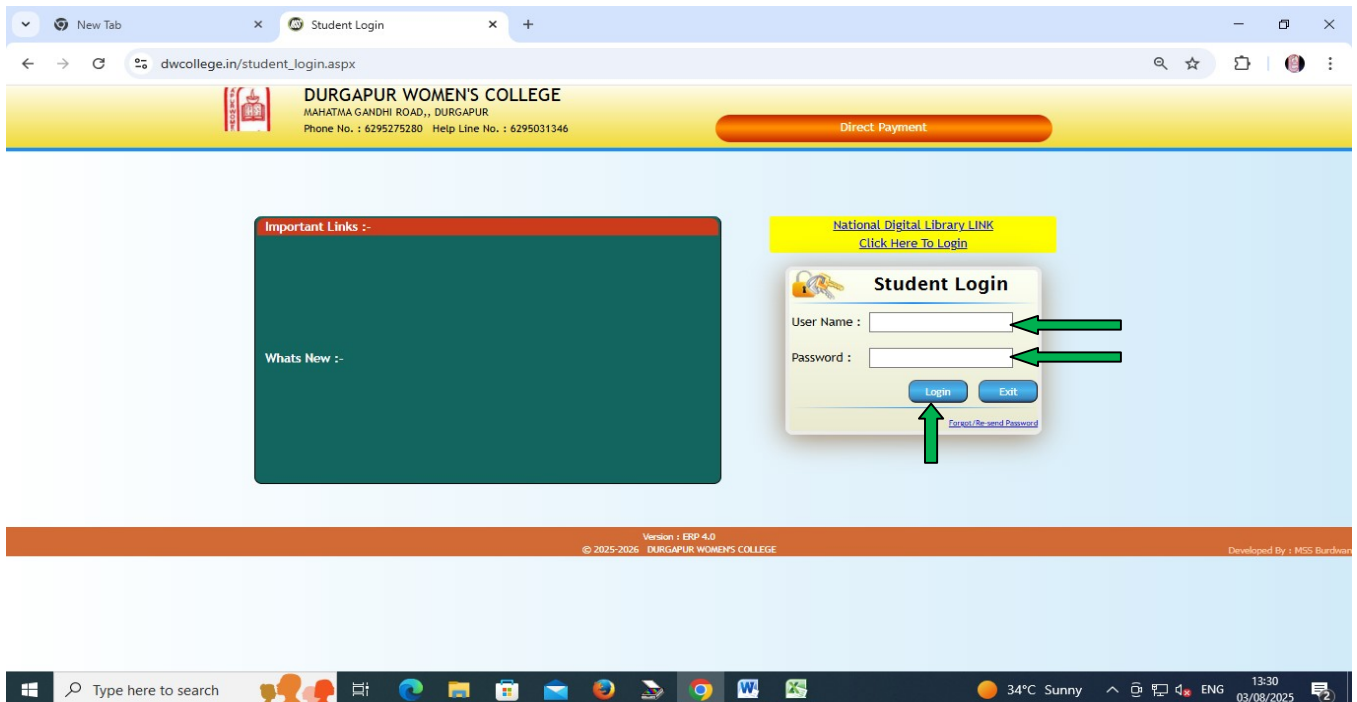 New Tab
Student Login
dwcollege.in/student_login.aspx
DURGAPUR WOMEN'S COLLEGE
MAHATMA GANDHI ROAD,, DURGAPUR
Phone No. : 6295275280 Help Line No. : 6295031346
Direct Payment
Important Links :-
Whats New :-
National Digital Library LINK
Click Here To Login
Student Login
User Name :
Password :
Login Exit
Forgot/Re-send Password
Version : ERP 4.0
© 2025-2026 DURGAPUR WOMEN'S COLLEGE
Developed By : MSS Burdwan
Type here to search
34°C Sunny
ENG
13:30
03/08/2025
2